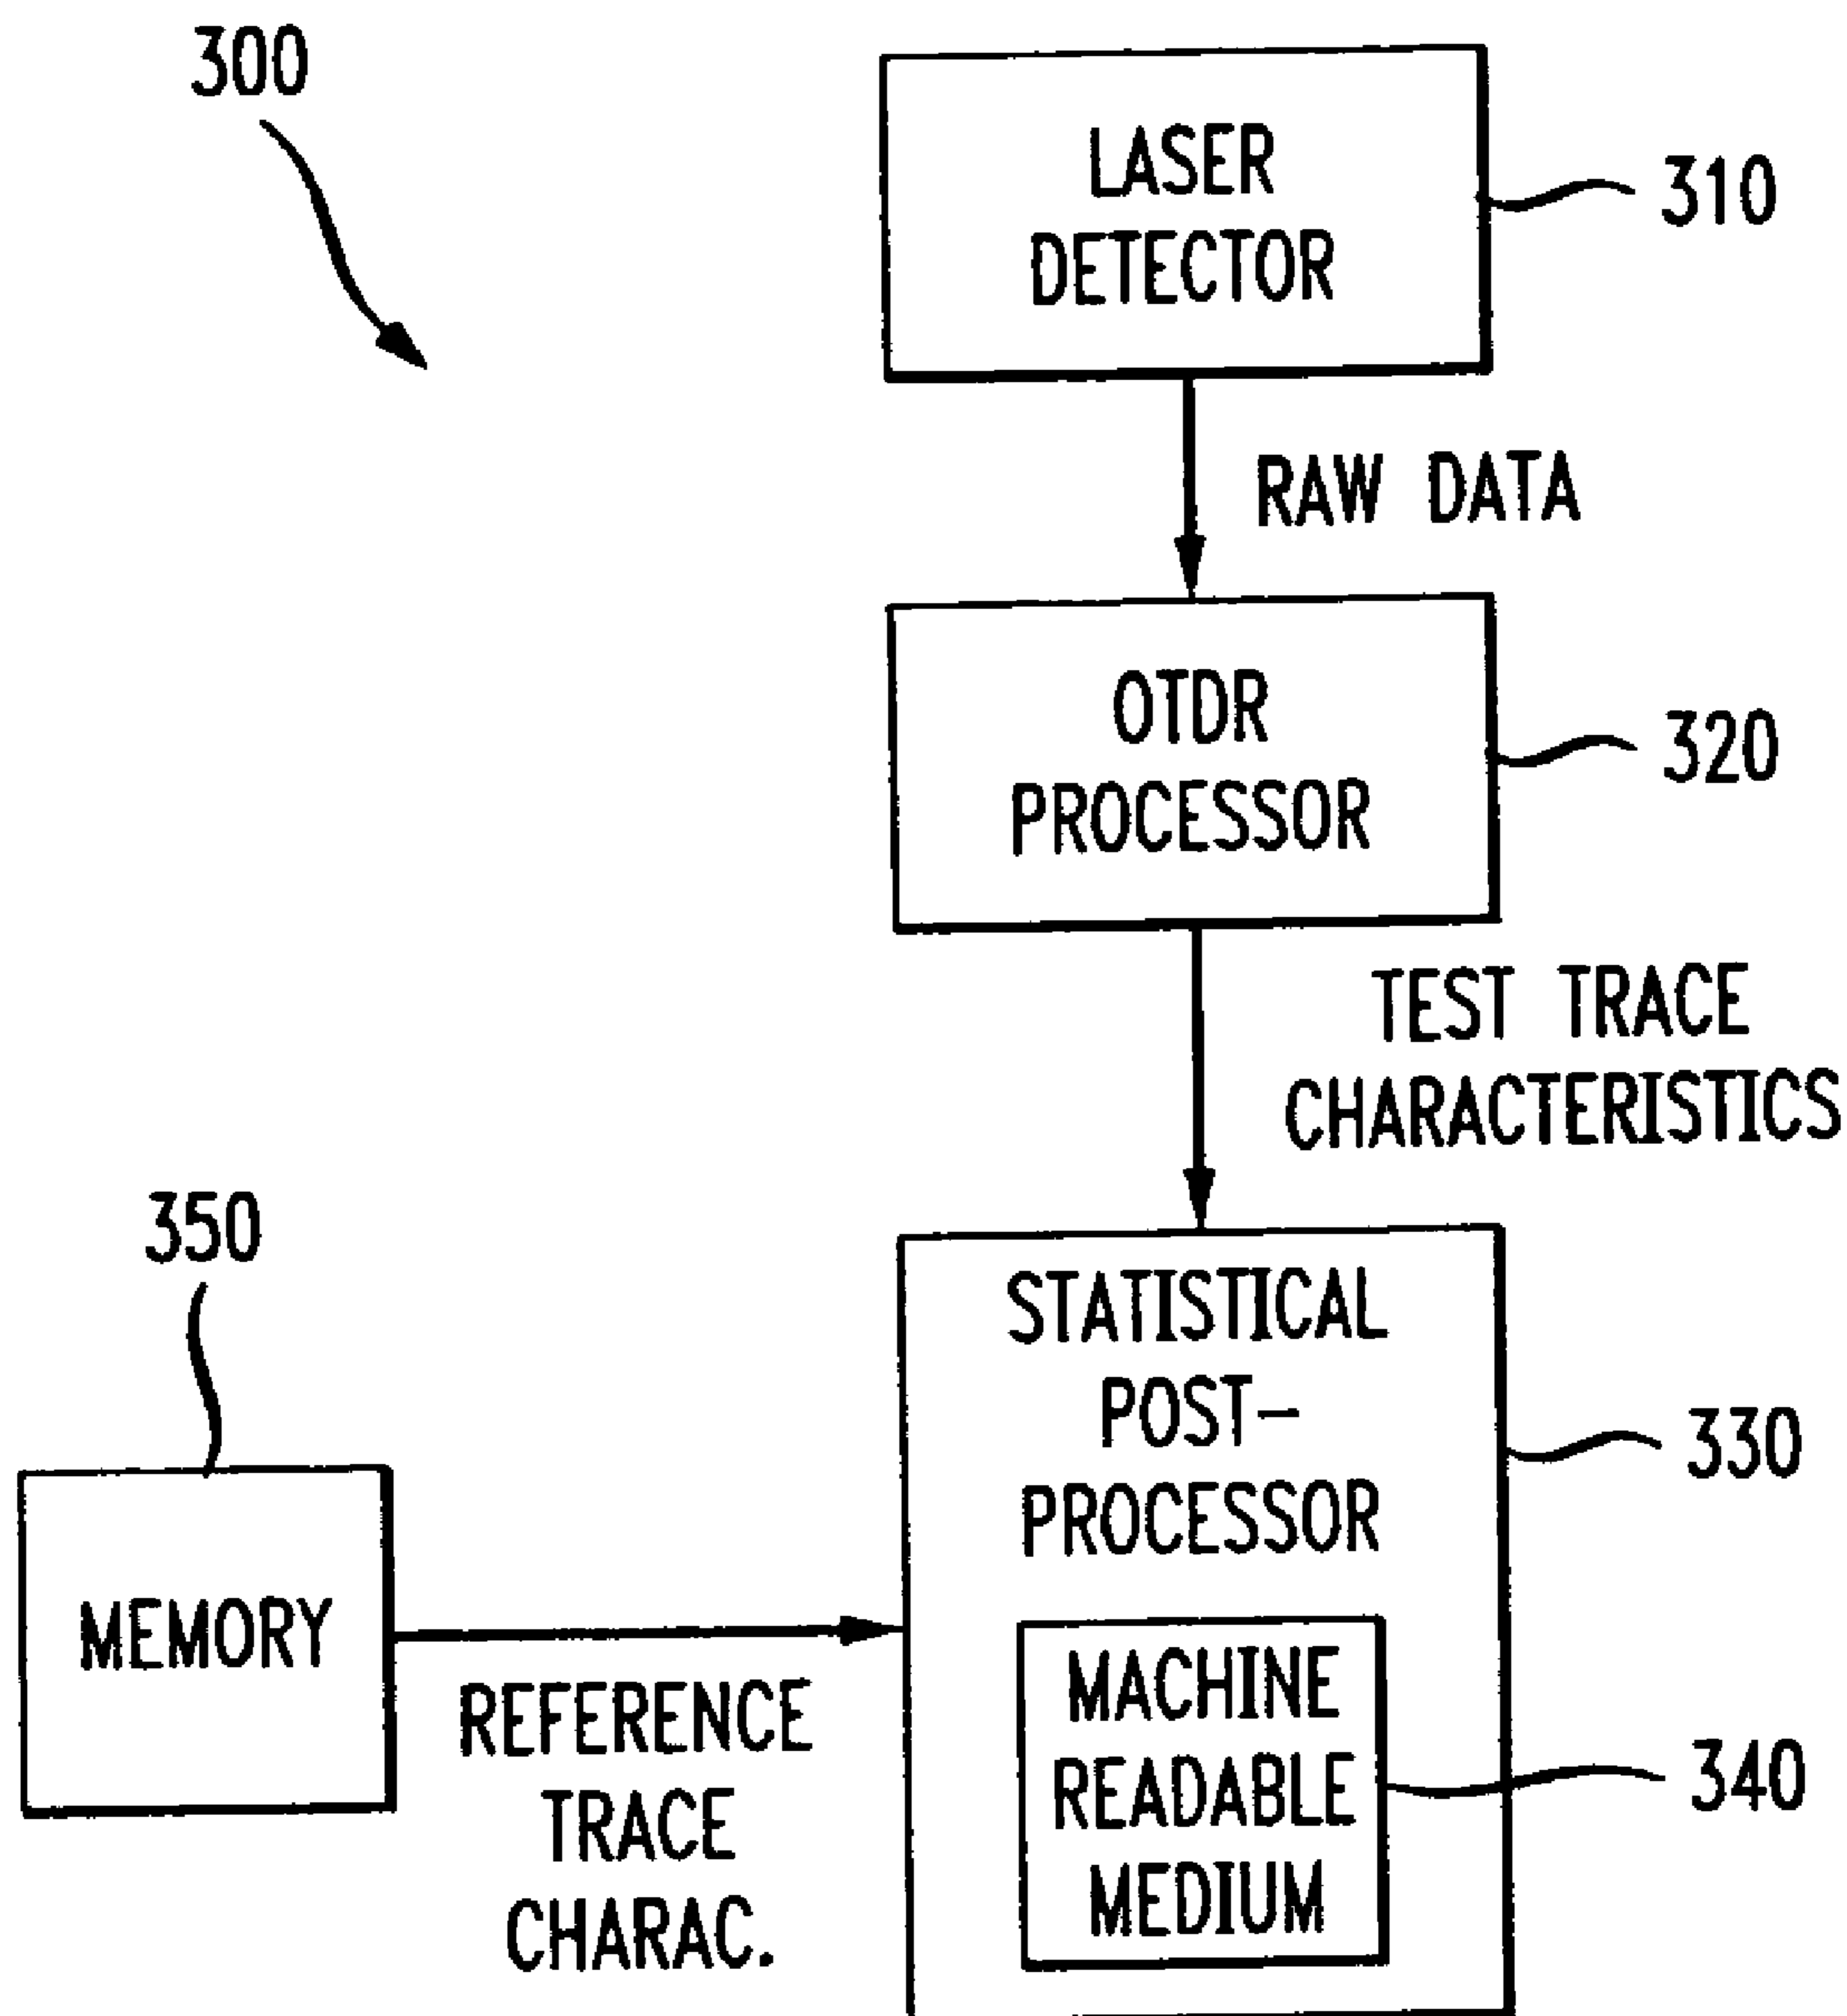 300
LASER
DETECTOR
310
RAW DATA
OTDR
PROCESSOR
320
TEST TRACE
CHARACTERISTICS
350
STATISTICAL
POST-
PROCESSOR
330
MEMORY
REFERENCE
TRACE
CHARAC.
MACHINE
READABLE
MEDIUM
340